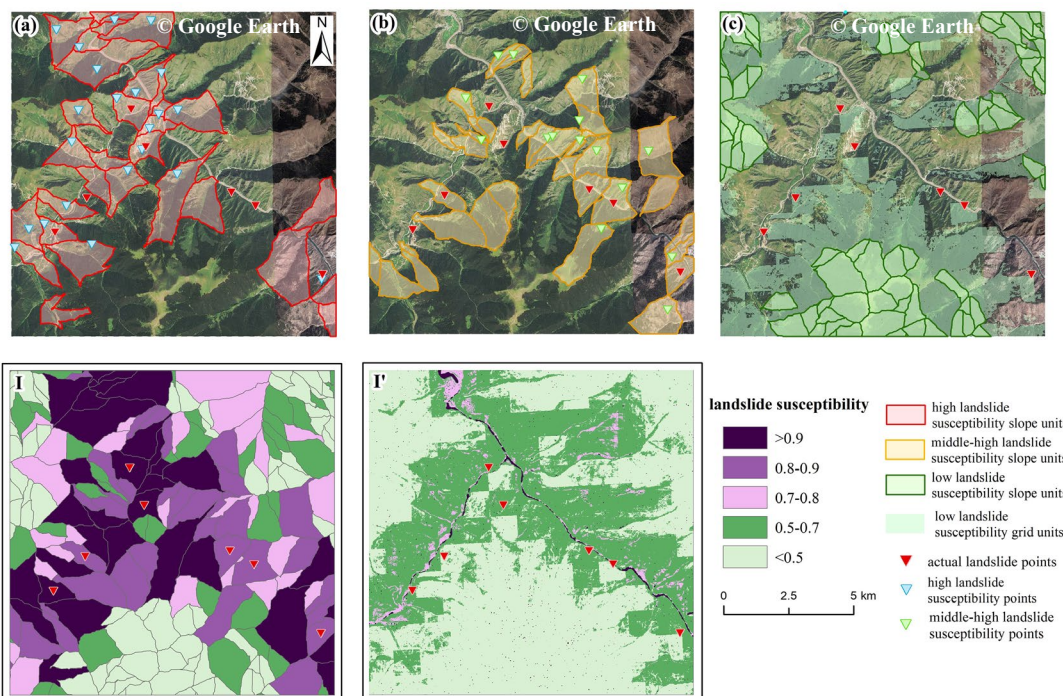 (a)
© Google Earth
N
(b)
© Google Earth
(c)
© Google Earth
I
I'
landslide susceptibility
>0.9
0.8-0.9
0.7-0.8
0.5-0.7
<0.5
0 2.5 5 km
high landslide
susceptibility slope unit
middle-high landslide
susceptibility slope units
low landslide
susceptibility slope units
low landslide
susceptibility grid units
actual landslide points
high landslide
susceptibility points
middle-high landslide
susceptibility points